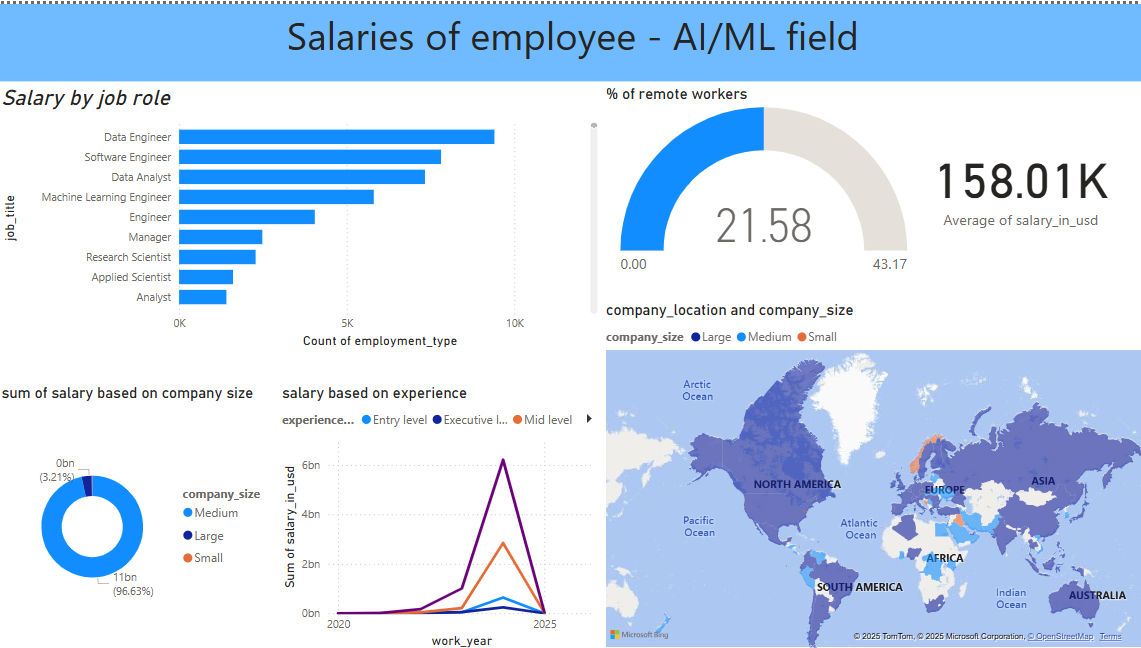 Salaries of employee - AI/ML field
Salary by job role
job_title
Data Engineer
Software Engineer
Data Analyst
Machine Learning Engineer
Engineer
Manager
Research Scientist
Applied Scientist
Analyst
0K
5K
10K
Count of employment_type
% of remote workers
21.58
0.00
43.17
158.01K
Average of salary_in_usd
sum of salary based on company size
0bn
(3.21%)
11bn
(96.63%)
company_size
Medium
Large
Small
salary based on experience
experience... Entry level Executive l... Mid level
Sum of salary_in_usd
6bn
4bn
2bn
0bn
2020
2025
work_year
company_location and company_size
company_size Large Medium Small
Arctic
Ocean
NORTH AMERICA
EUROPE
ASIA
Pacific
Ocean
Atlantic
Ocean
AFRICA
SOUTH AMERICA
Indian
Ocean
AUSTRALIA
Microsoft Bing
© 2025 TomTom, © 2025 Microsoft Corporation, © OpenStreetMap Terms